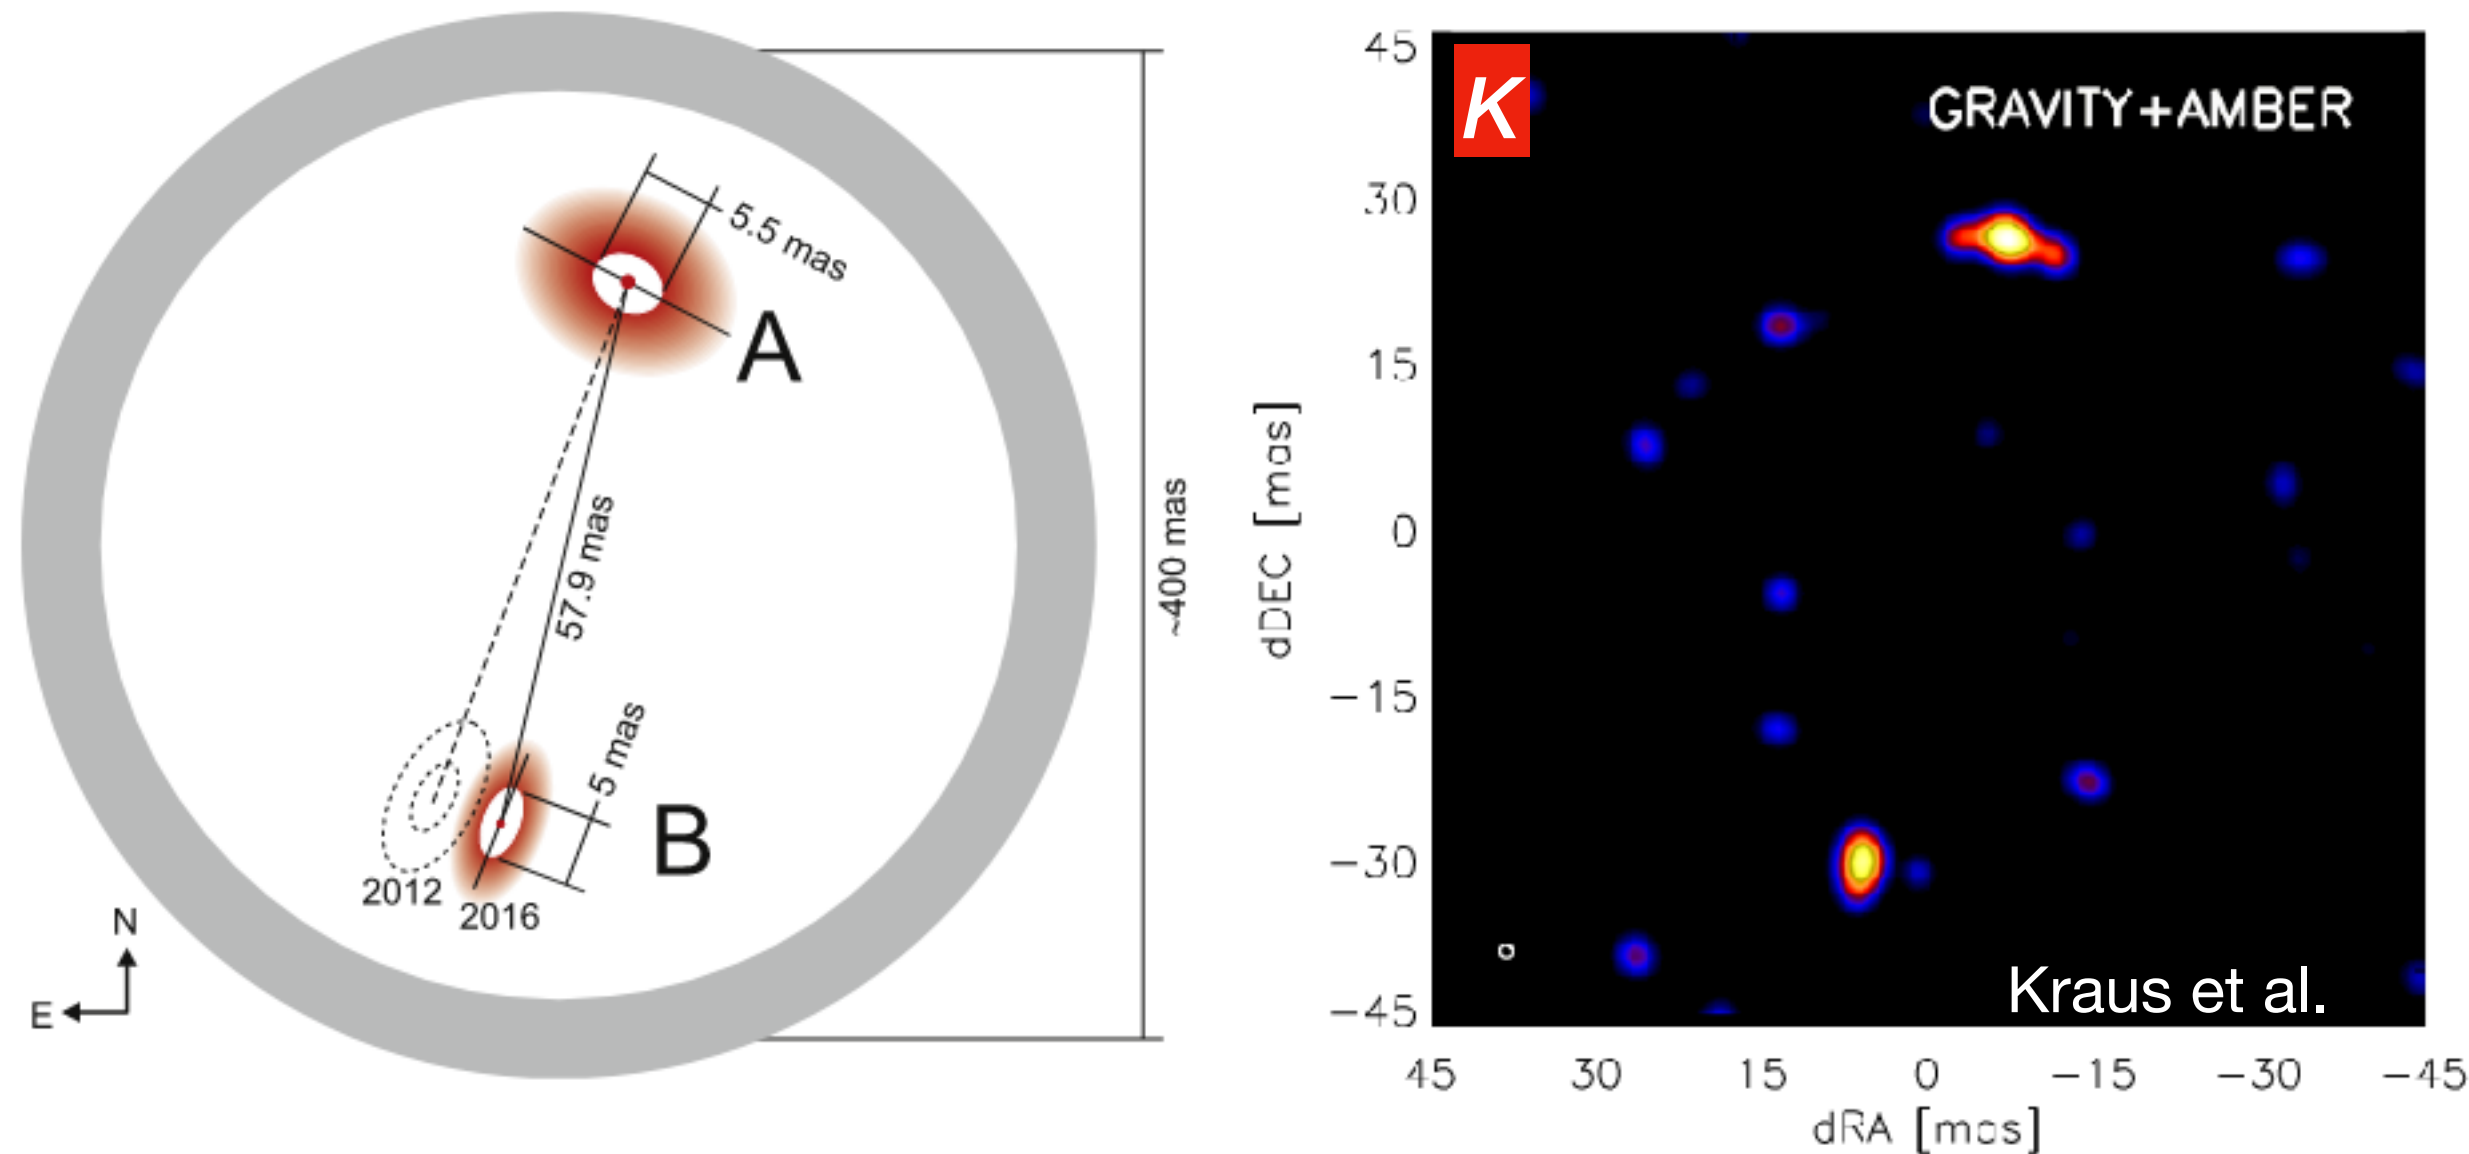 5.5 mas
A
57.9 mas
~400 mas
5 mas
B
2012
2016
N
E
K
GRAVITY+AMBER
Kraus et al.
45
30
15
0
−15
−30
−45
dDEC [mas]
45 30 15 0 −15 −30 −45
dRA [mas]